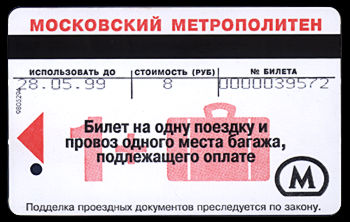 МОСКОВСКИЙ МЕТРОПОЛИТЕН
ИСПОЛЬЗОВАТЬ ДО СТОИМОСТЬ (РУБ) № БИЛЕТА
28.05.99 8 0000039572
1+
Билет на одну поездку и
провоз одного места багажа,
подлежащего оплате
М
Подделка проездных документов преследуется по закону.